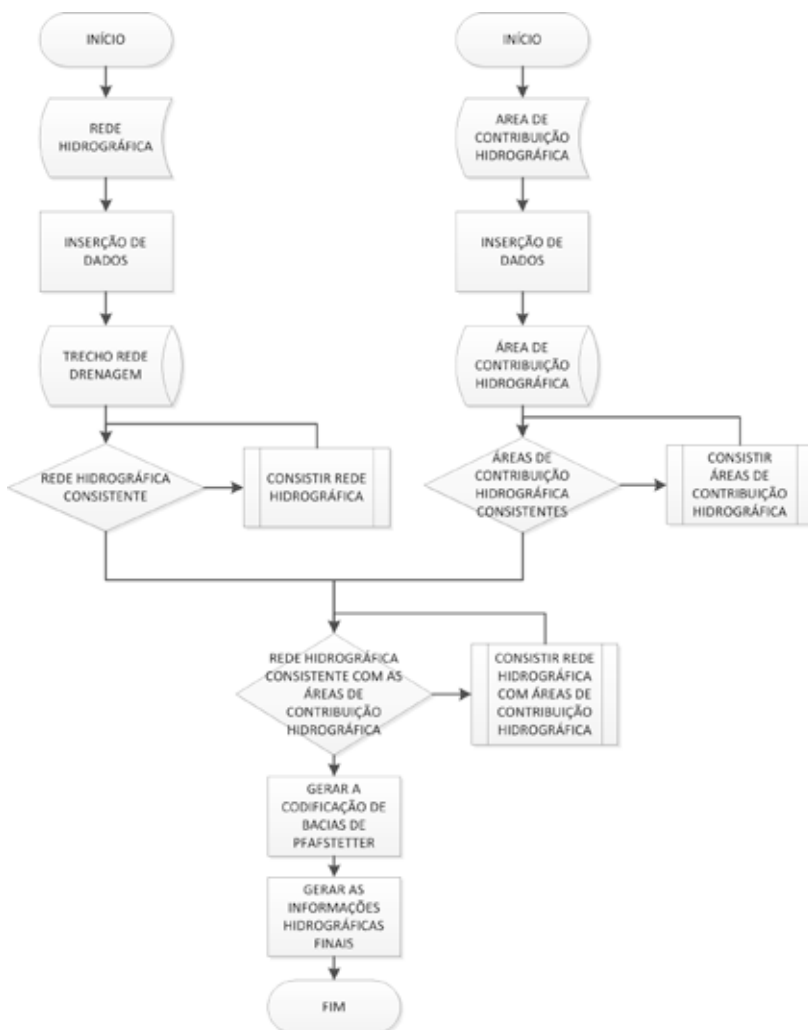 INÍCIO
REDE
HIDROGRÁFICA
INSERÇÃO DE
DADOS
TRECHO REDE
DRENAGEM
REDE HIDROGRÁFICA
CONSISTENTE
CONSISTIR REDE
HIDROGRÁFICA
INÍCIO
AREA DE
CONTRIBUIÇÃO
HIDROGRÁFICA
INSERÇÃO DE
DADOS
ÁREA DE
CONTRIBUIÇÃO
HIDROGRÁFICA
ÁREAS DE
CONTRIBUIÇÃO
HIDROGRÁFICA
CONSISTENTES
CONSISTIR
ÁREAS DE
CONTRIBUIÇÃO
HIDROGRÁFICA
REDE HIDROGRÁFICA
CONSISTENTE COM AS
ÁREAS DE
CONTRIBUIÇÃO
HIDROGRÁFICA
CONSISTIR REDE
HIDROGRÁFICA
COM ÁREAS DE
CONTRIBUIÇÃO
HIDROGRÁFICA
GERAR A
CODIFICAÇÃO DE
BACIAS DE
PFAFSTETTER
GERAR AS
INFORMAÇÕES
HIDROGRÁFICAS
FINAIS
FIM